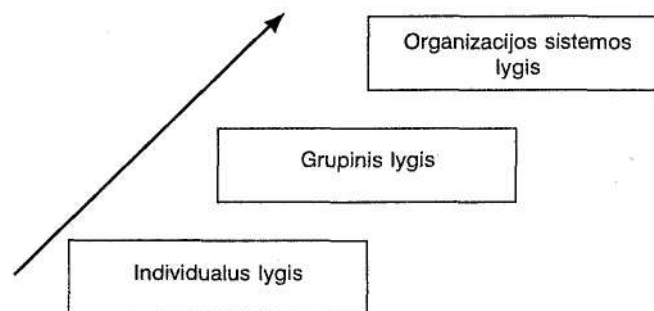 Organizacijos sistemos
lygis
Grupinis lygis
Individualus lygis